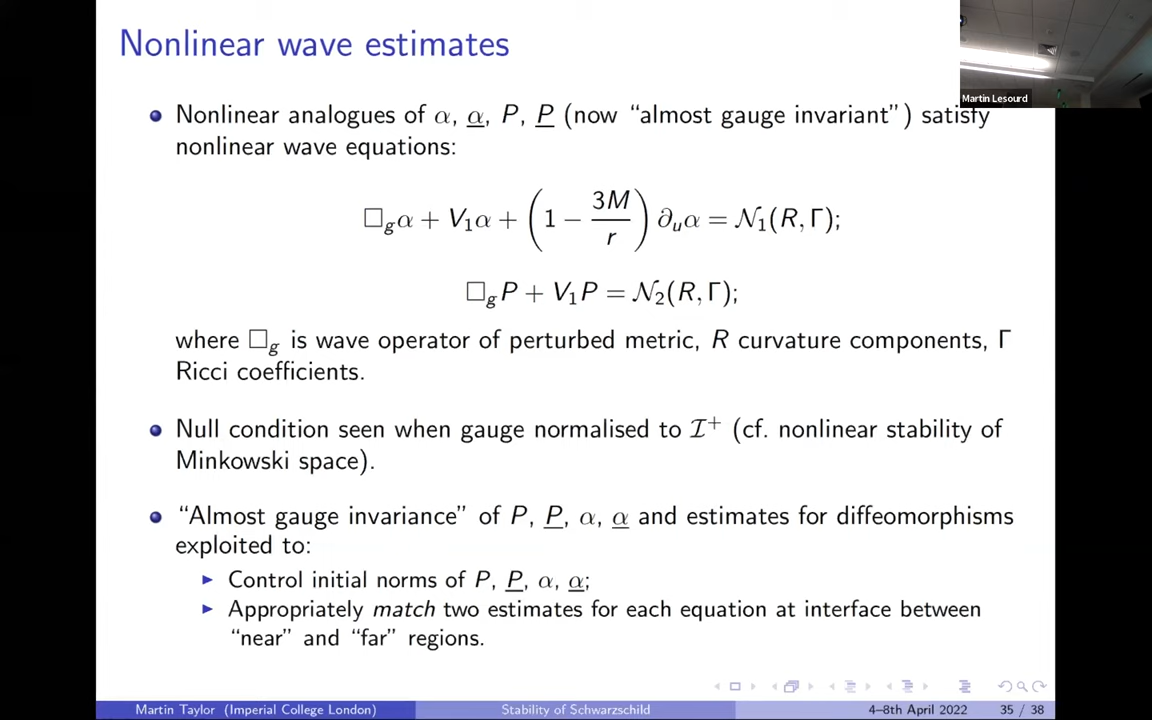 Nonlinear wave estimates
Martin Lesourd
Nonlinear analogues of α, α̲, P, P̲ (now “almost gauge invariant”) satisfy
nonlinear wave equations:
□_g α + V₁α + (1 − 3M/r) ∂_u α = 𝒩₁(R, Γ);
□_g P + V₁P = 𝒩₂(R, Γ);
where □_g is wave operator of perturbed metric, R curvature components, Γ
Ricci coefficients.
Null condition seen when gauge normalised to ℐ⁺ (cf. nonlinear stability of
Minkowski space).
“Almost gauge invariance” of P, P̲, α, α̲ and estimates for diffeomorphisms
exploited to:
Control initial norms of P, P̲, α, α̲;
Appropriately match two estimates for each equation at interface between
“near” and “far” regions.
Martin Taylor (Imperial College London) Stability of Schwarzschild 4–8th April 2022 35 / 38